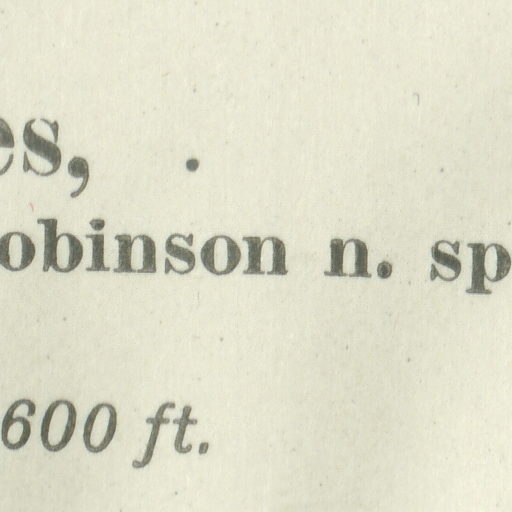 es,
obinson n. sp
600 ft.